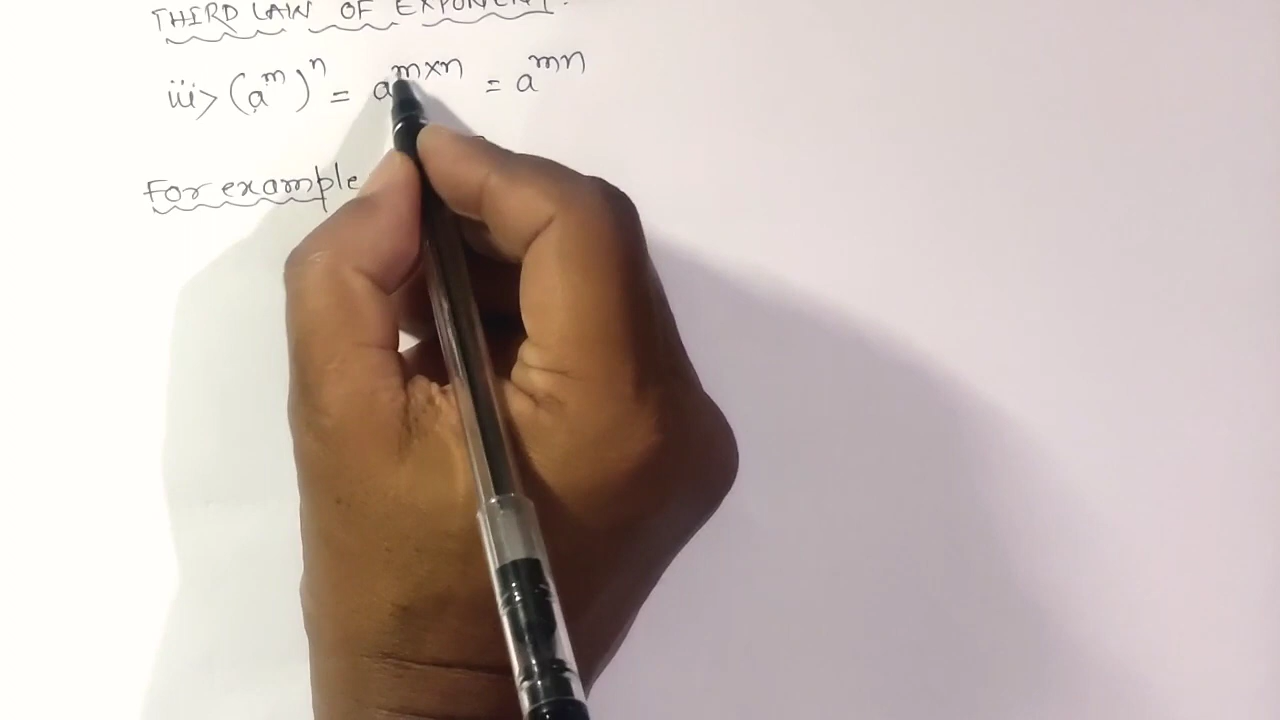 THIRD LAW OF EXPONENT:
iii> (a^m)^n = a^{m×n} = a^{mn}
For example